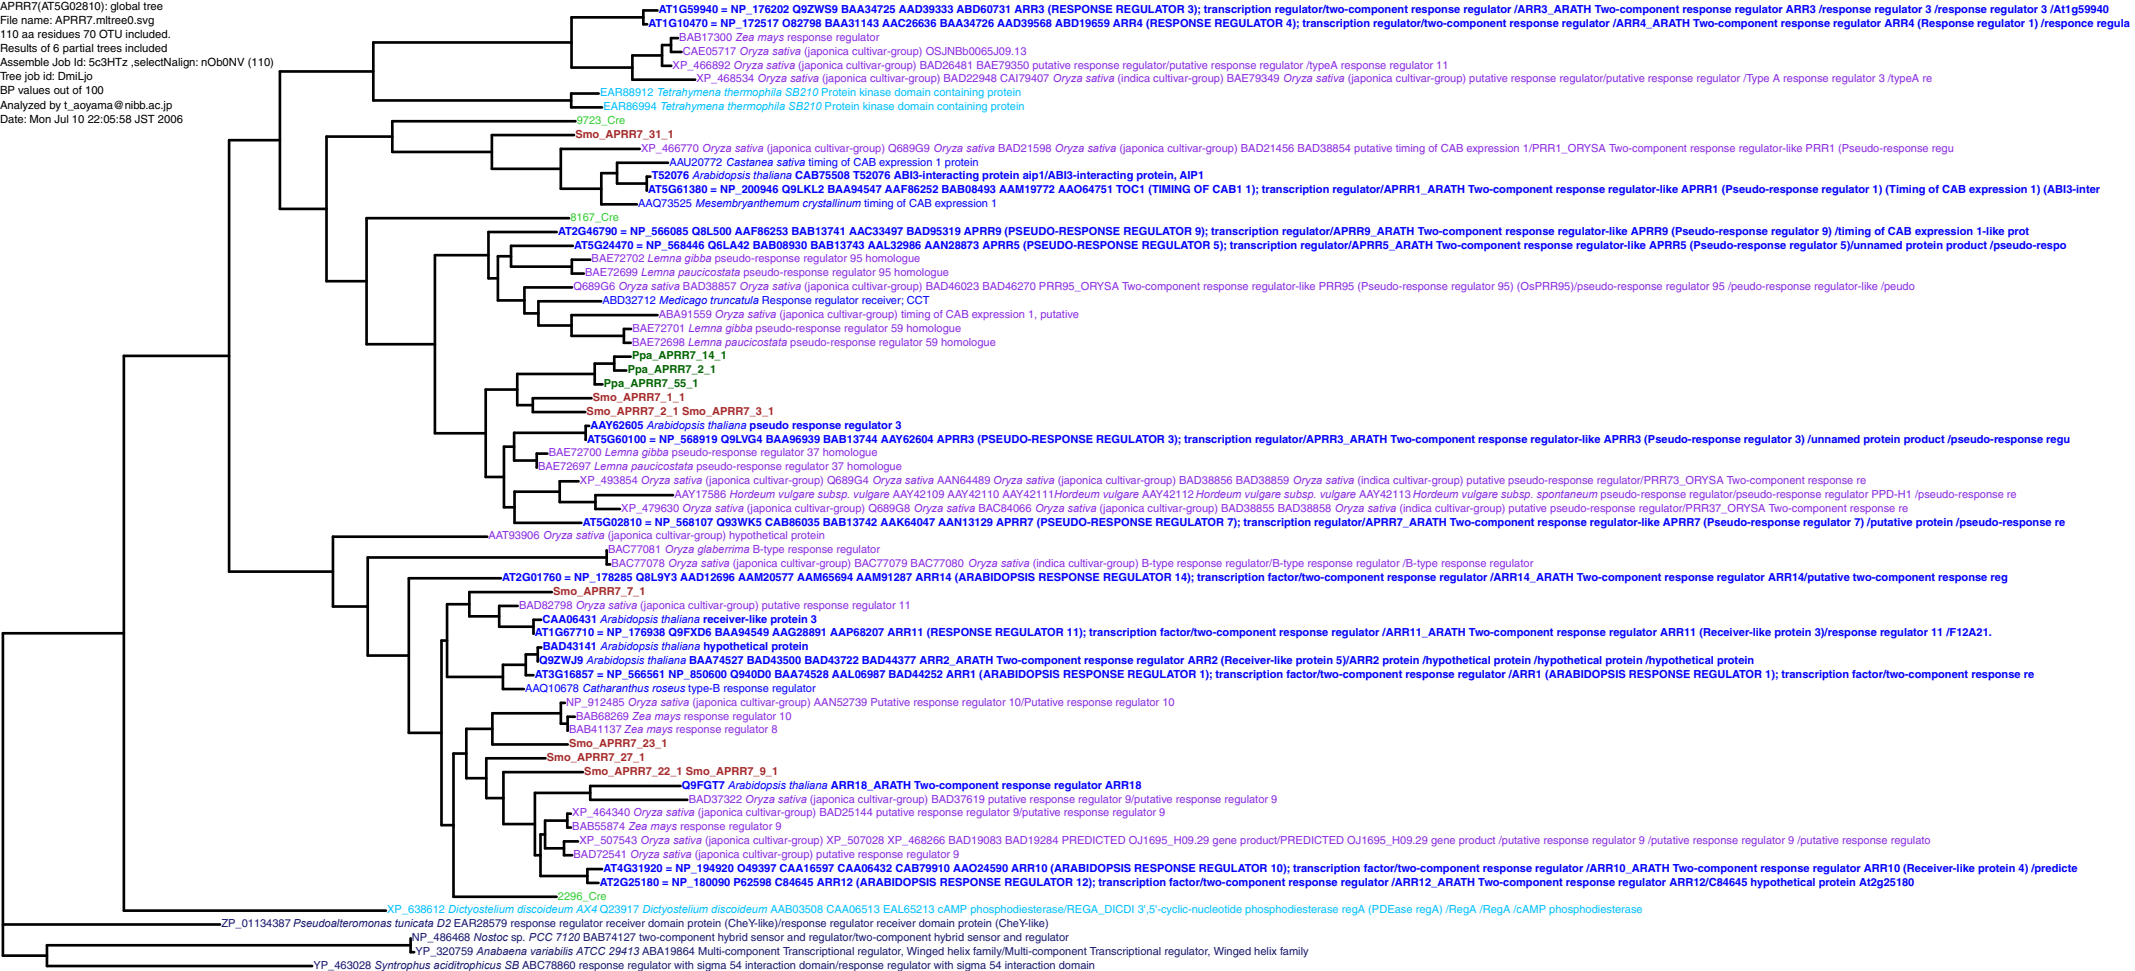 APRR7(AT5G02810): global tree
File name: APRR7.mltree0.svg
110 aa residues 70 OTU included.
Results of 6 partial trees included
Assemble Job Id: 5c3HTz ,selectNalign: nOb0NV (110)
Tree job id: DmiLjo
BP values out of 100
Analyzed by t_aoyama@nibb.ac.jp
Date: Mon Jul 10 22:05:58 JST 2006
AT1G59940 = NP_176202 Q9ZWS9 BAA34725 AAD39333 ABD60731 ARR3 (RESPONSE REGULATOR 3); transcription regulator/two-component response regulator /ARR3_ARATH Two-component response regulator ARR3 /response regulator 3 /response regulator 3 /At1g59940
AT1G10470 = NP_172517 O82798 BAA31143 AAC26636 BAA34726 AAD39568 ABD19659 ARR4 (RESPONSE REGULATOR 4); transcription regulator/two-component response regulator /ARR4_ARATH Two-component response regulator ARR4 (Response regulator 1) /responce regula
BAB17300 Zea mays response regulator
CAE05717 Oryza sativa (japonica cultivar-group) OSJNBb0065J09.13
XP_466892 Oryza sativa (japonica cultivar-group) BAD26481 BAE79350 putative response regulator/putative response regulator /typeA response regulator 11
XP_468534 Oryza sativa (japonica cultivar-group) BAD22948 CAI79407 Oryza sativa (indica cultivar-group) BAE79349 Oryza sativa (japonica cultivar-group) putative response regulator/putative response regulator /Type A response regulator 3 /typeA re
EAR88912 Tetrahymena thermophila SB210 Protein kinase domain containing protein
EAR86994 Tetrahymena thermophila SB210 Protein kinase domain containing protein
9723_Cre
Smo_APRR7_31_1
XP_466770 Oryza sativa (japonica cultivar-group) Q689G9 Oryza sativa BAD21598 Oryza sativa (japonica cultivar-group) BAD21456 BAD38854 putative timing of CAB expression 1/PRR1_ORYSA Two-component response regulator-like PRR1 (Pseudo-response regu
AAU20772 Castanea sativa timing of CAB expression 1 protein
T52076 Arabidopsis thaliana CAB75508 T52076 ABI3-interacting protein aip1/ABI3-interacting protein, AIP1
AT5G61380 = NP_200946 Q9LKL2 BAA94547 AAF86252 BAB08493 AAM19772 AAO64751 TOC1 (TIMING OF CAB1 1); transcription regulator/APRR1_ARATH Two-component response regulator-like APRR1 (Pseudo-response regulator 1) (Timing of CAB expression 1) (ABI3-inter
AAQ73525 Mesembryanthemum crystallinum timing of CAB expression 1
8167_Cre
AT2G46790 = NP_566085 Q8L500 AAF86253 BAB13741 AAC33497 BAD95319 APRR9 (PSEUDO-RESPONSE REGULATOR 9); transcription regulator/APRR9_ARATH Two-component response regulator-like APRR9 (Pseudo-response regulator 9) /timing of CAB expression 1-like prot
AT5G24470 = NP_568446 Q6LA42 BAB08930 BAB13743 AAL32986 AAN28873 APRR5 (PSEUDO-RESPONSE REGULATOR 5); transcription regulator/APRR5_ARATH Two-component response regulator-like APRR5 (Pseudo-response regulator 5)/unnamed protein product /pseudo-respo
BAE72702 Lemna gibba pseudo-response regulator 95 homologue
BAE72699 Lemna paucicostata pseudo-response regulator 95 homologue
Q689G6 Oryza sativa BAD38857 Oryza sativa (japonica cultivar-group) BAD46023 BAD46270 PRR95_ORYSA Two-component response regulator-like PRR95 (Pseudo-response regulator 95) (OsPRR95)/pseudo-response regulator 95 /peudo response regulator-like /peudo
ABD32712 Medicago truncatula Response regulator receiver; CCT
ABA91559 Oryza sativa (japonica cultivar-group) timing of CAB expression 1, putative
BAE72701 Lemna gibba pseudo-response regulator 59 homologue
BAE72698 Lemna paucicostata pseudo-response regulator 59 homologue
Ppa_APRR7_14_1
Ppa_APRR7_2_1
Ppa_APRR7_55_1
Smo_APRR7_1_1
Smo_APRR7_2_1 Smo_APRR7_3_1
AAY62605 Arabidopsis thaliana pseudo response regulator 3
AT5G60100 = NP_568919 Q9LVG4 BAA96939 BAB13744 AAY62604 APRR3 (PSEUDO-RESPONSE REGULATOR 3); transcription regulator/APRR3_ARATH Two-component response regulator-like APRR3 (Pseudo-response regulator 3) /unnamed protein product /pseudo-response regu
BAE72700 Lemna gibba pseudo-response regulator 37 homologue
BAE72697 Lemna paucicostata pseudo-response regulator 37 homologue
XP_493854 Oryza sativa (japonica cultivar-group) Q689G4 Oryza sativa AAN64489 Oryza sativa (japonica cultivar-group) BAD38856 BAD38859 Oryza sativa (indica cultivar-group) putative pseudo-response regulator/PRR73_ORYSA Two-component response re
AAY17586 Hordeum vulgare subsp. vulgare AAY42109 AAY42110 AAY42111 Hordeum vulgare AAY42112 Hordeum vulgare subsp. vulgare AAY42113 Hordeum vulgare subsp. spontaneum pseudo-response regulator/pseudo-response regulator PPD-H1 /pseudo-response re
XP_479630 Oryza sativa (japonica cultivar-group) Q689G8 Oryza sativa BAC84066 Oryza sativa (japonica cultivar-group) BAD38855 BAD38858 Oryza sativa (indica cultivar-group) putative pseudo-response regulator/PRR37_ORYSA Two-component response re
AT5G02810 = NP_568107 Q93WK5 CAB86035 BAB13742 AAK64047 AAN13129 APRR7 (PSEUDO-RESPONSE REGULATOR 7); transcription regulator/APRR7_ARATH Two-component response regulator-like APRR7 (Pseudo-response regulator 7) /putative protein /pseudo-response re
AAT93906 Oryza sativa (japonica cultivar-group) hypothetical protein
BAC77081 Oryza glaberrima B-type response regulator
BAC77078 Oryza sativa (japonica cultivar-group) BAC77079 BAC77080 Oryza sativa (indica cultivar-group) B-type response regulator/B-type response regulator /B-type response regulator
AT2G01760 = NP_178285 Q8L9Y3 AAD12696 AAM20577 AAM65694 AAM91287 ARR14 (ARABIDOPSIS RESPONSE REGULATOR 14); transcription factor/two-component response regulator /ARR14_ARATH Two-component response regulator ARR14/putative two-component response reg
Smo_APRR7_7_1
BAD82798 Oryza sativa (japonica cultivar-group) putative response regulator 11
CAA06431 Arabidopsis thaliana receiver-like protein 3
AT1G67710 = NP_176938 Q9FXD6 BAA94549 AAG28891 AAP68207 ARR11 (RESPONSE REGULATOR 11); transcription factor/two-component response regulator /ARR11_ARATH Two-component response regulator ARR11 (Receiver-like protein 3)/response regulator 11 /F12A21.
BAD43141 Arabidopsis thaliana hypothetical protein
Q9ZWJ9 Arabidopsis thaliana BAA74527 BAD43500 BAD43722 BAD44377 ARR2_ARATH Two-component response regulator ARR2 (Receiver-like protein 5)/ARR2 protein /hypothetical protein /hypothetical protein /hypothetical protein
AT3G16857 = NP_566561 NP_850600 Q940D0 BAA74528 AAL06987 BAD44252 ARR1 (ARABIDOPSIS RESPONSE REGULATOR 1); transcription factor/two-component response regulator /ARR1 (ARABIDOPSIS RESPONSE REGULATOR 1); transcription factor/two-component response re
AAQ10678 Catharanthus roseus type-B response regulator
NP_912485 Oryza sativa (japonica cultivar-group) AAN52739 Putative response regulator 10/Putative response regulator 10
BAB68269 Zea mays response regulator 10
BAB41137 Zea mays response regulator 8
Smo_APRR7_23_1
Smo_APRR7_27_1
Smo_APRR7_22_1 Smo_APRR7_9_1
Q9FGT7 Arabidopsis thaliana ARR18_ARATH Two-component response regulator ARR18
BAD37322 Oryza sativa (japonica cultivar-group) BAD37619 putative response regulator 9/putative response regulator 9
XP_464340 Oryza sativa (japonica cultivar-group) BAD25144 putative response regulator 9/putative response regulator 9
BAB55874 Zea mays response regulator 9
XP_507543 Oryza sativa (japonica cultivar-group) XP_507028 XP_468266 BAD19083 BAD19284 PREDICTED OJ1695_H09.29 gene product/PREDICTED OJ1695_H09.29 gene product /putative response regulator 9 /putative response regulator 9 /putative response regulato
BAD72541 Oryza sativa (japonica cultivar-group) putative response regulator 9
AT4G31920 = NP_194920 O49397 CAA16597 CAA06432 CAB79910 AAO24590 ARR10 (ARABIDOPSIS RESPONSE REGULATOR 10); transcription factor/two-component response regulator /ARR10_ARATH Two-component response regulator ARR10 (Receiver-like protein 4) /predicte
AT2G25180 = NP_180090 P62598 C84645 ARR12 (ARABIDOPSIS RESPONSE REGULATOR 12); transcription factor/two-component response regulator /ARR12_ARATH Two-component response regulator ARR12/C84645 hypothetical protein At2g25180
2296_Cre
XP_638612 Dictyostelium discoideum AX4 Q23917 Dictyostelium discoideum AAB03508 CAA06513 EAL65213 cAMP phosphodiesterase/REGA_DICDI 3',5'-cyclic-nucleotide phosphodiesterase regA (PDEase regA) /RegA /RegA /cAMP phosphodiesterase
ZP_01134387 Pseudoalteromonas tunicata D2 EAR28579 response regulator receiver domain protein (CheY-like)/response regulator receiver domain protein (CheY-like)
NP_486468 Nostoc sp. PCC 7120 BAB74127 two-component hybrid sensor and regulator/two-component hybrid sensor and regulator
YP_320759 Anabaena variabilis ATCC 29413 ABA19864 Multi-component Transcriptional regulator, Winged helix family/Multi-component Transcriptional regulator, Winged helix family
YP_463028 Syntrophus aciditrophicus SB ABC78860 response regulator with sigma 54 interaction domain/response regulator with sigma 54 interaction domain